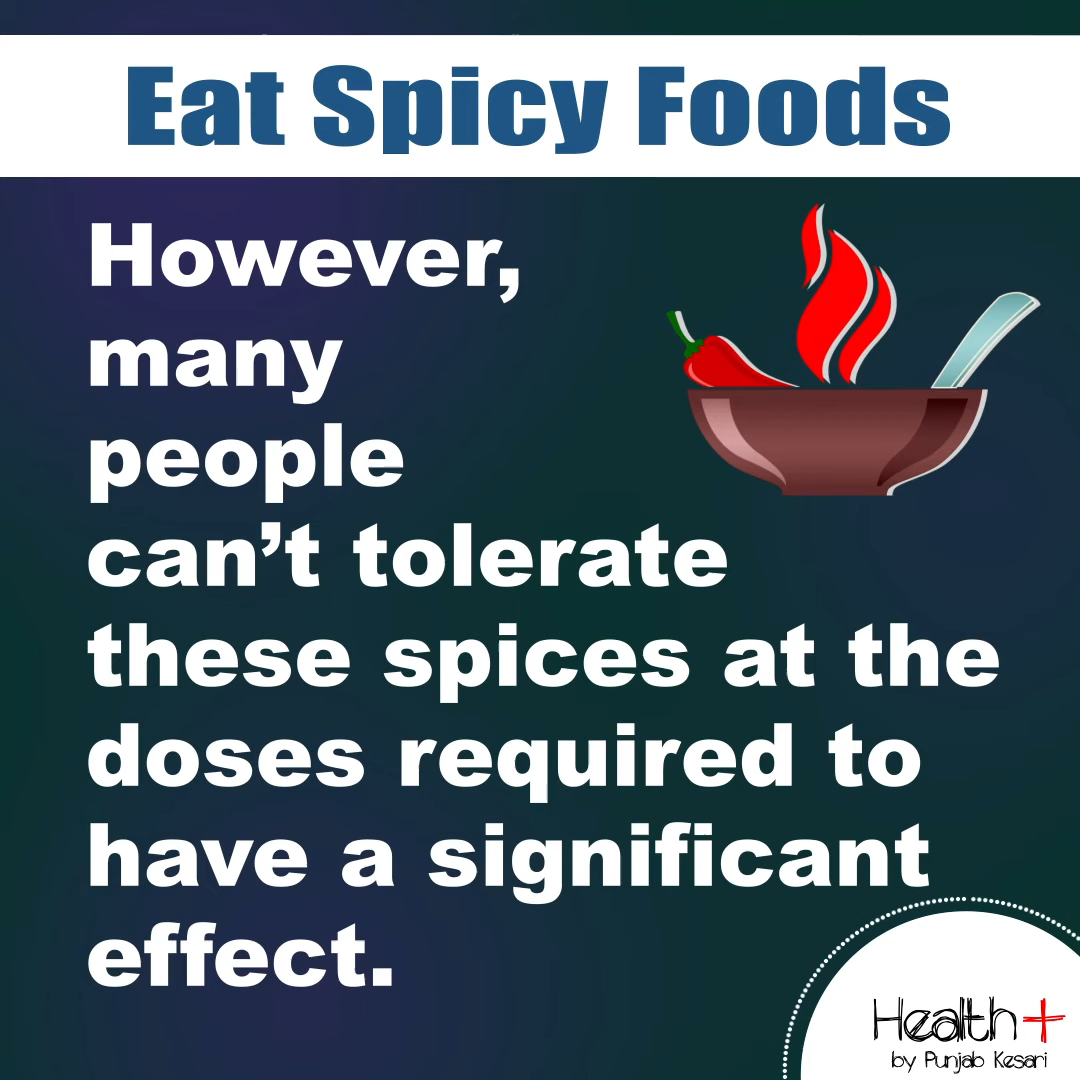 Eat Spicy Foods
However,
many
people
can’t tolerate
these spices at the
doses required to
have a significant
effect.
Health+
by Punjab Kesari